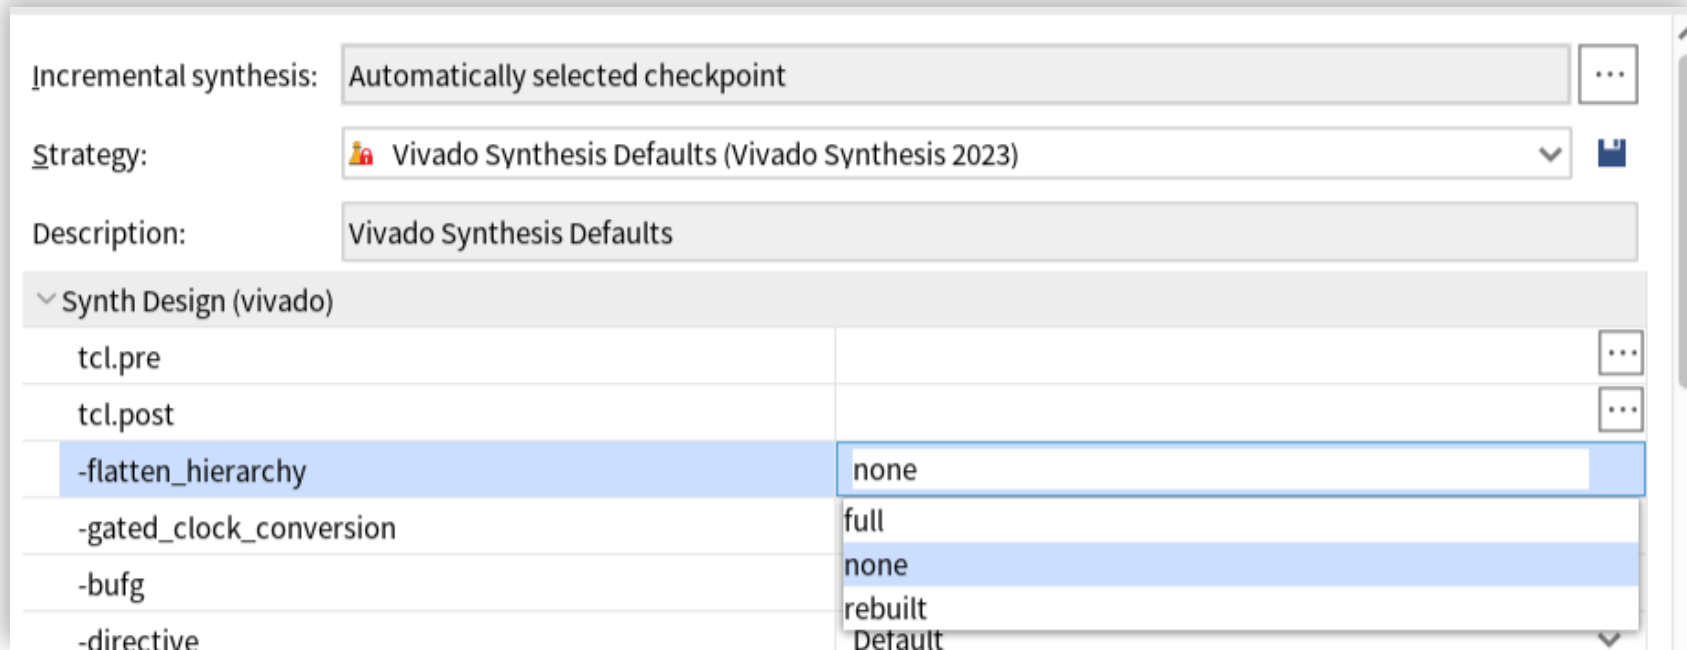 Incremental synthesis: Automatically selected checkpoint ...
Strategy: Vivado Synthesis Defaults (Vivado Synthesis 2023)
Description: Vivado Synthesis Defaults
Synth Design (vivado)
tcl.pre ...
tcl.post ...
-flatten_hierarchy none
full
-gated_clock_conversion
none
-bufg
rebuilt
-directive Default